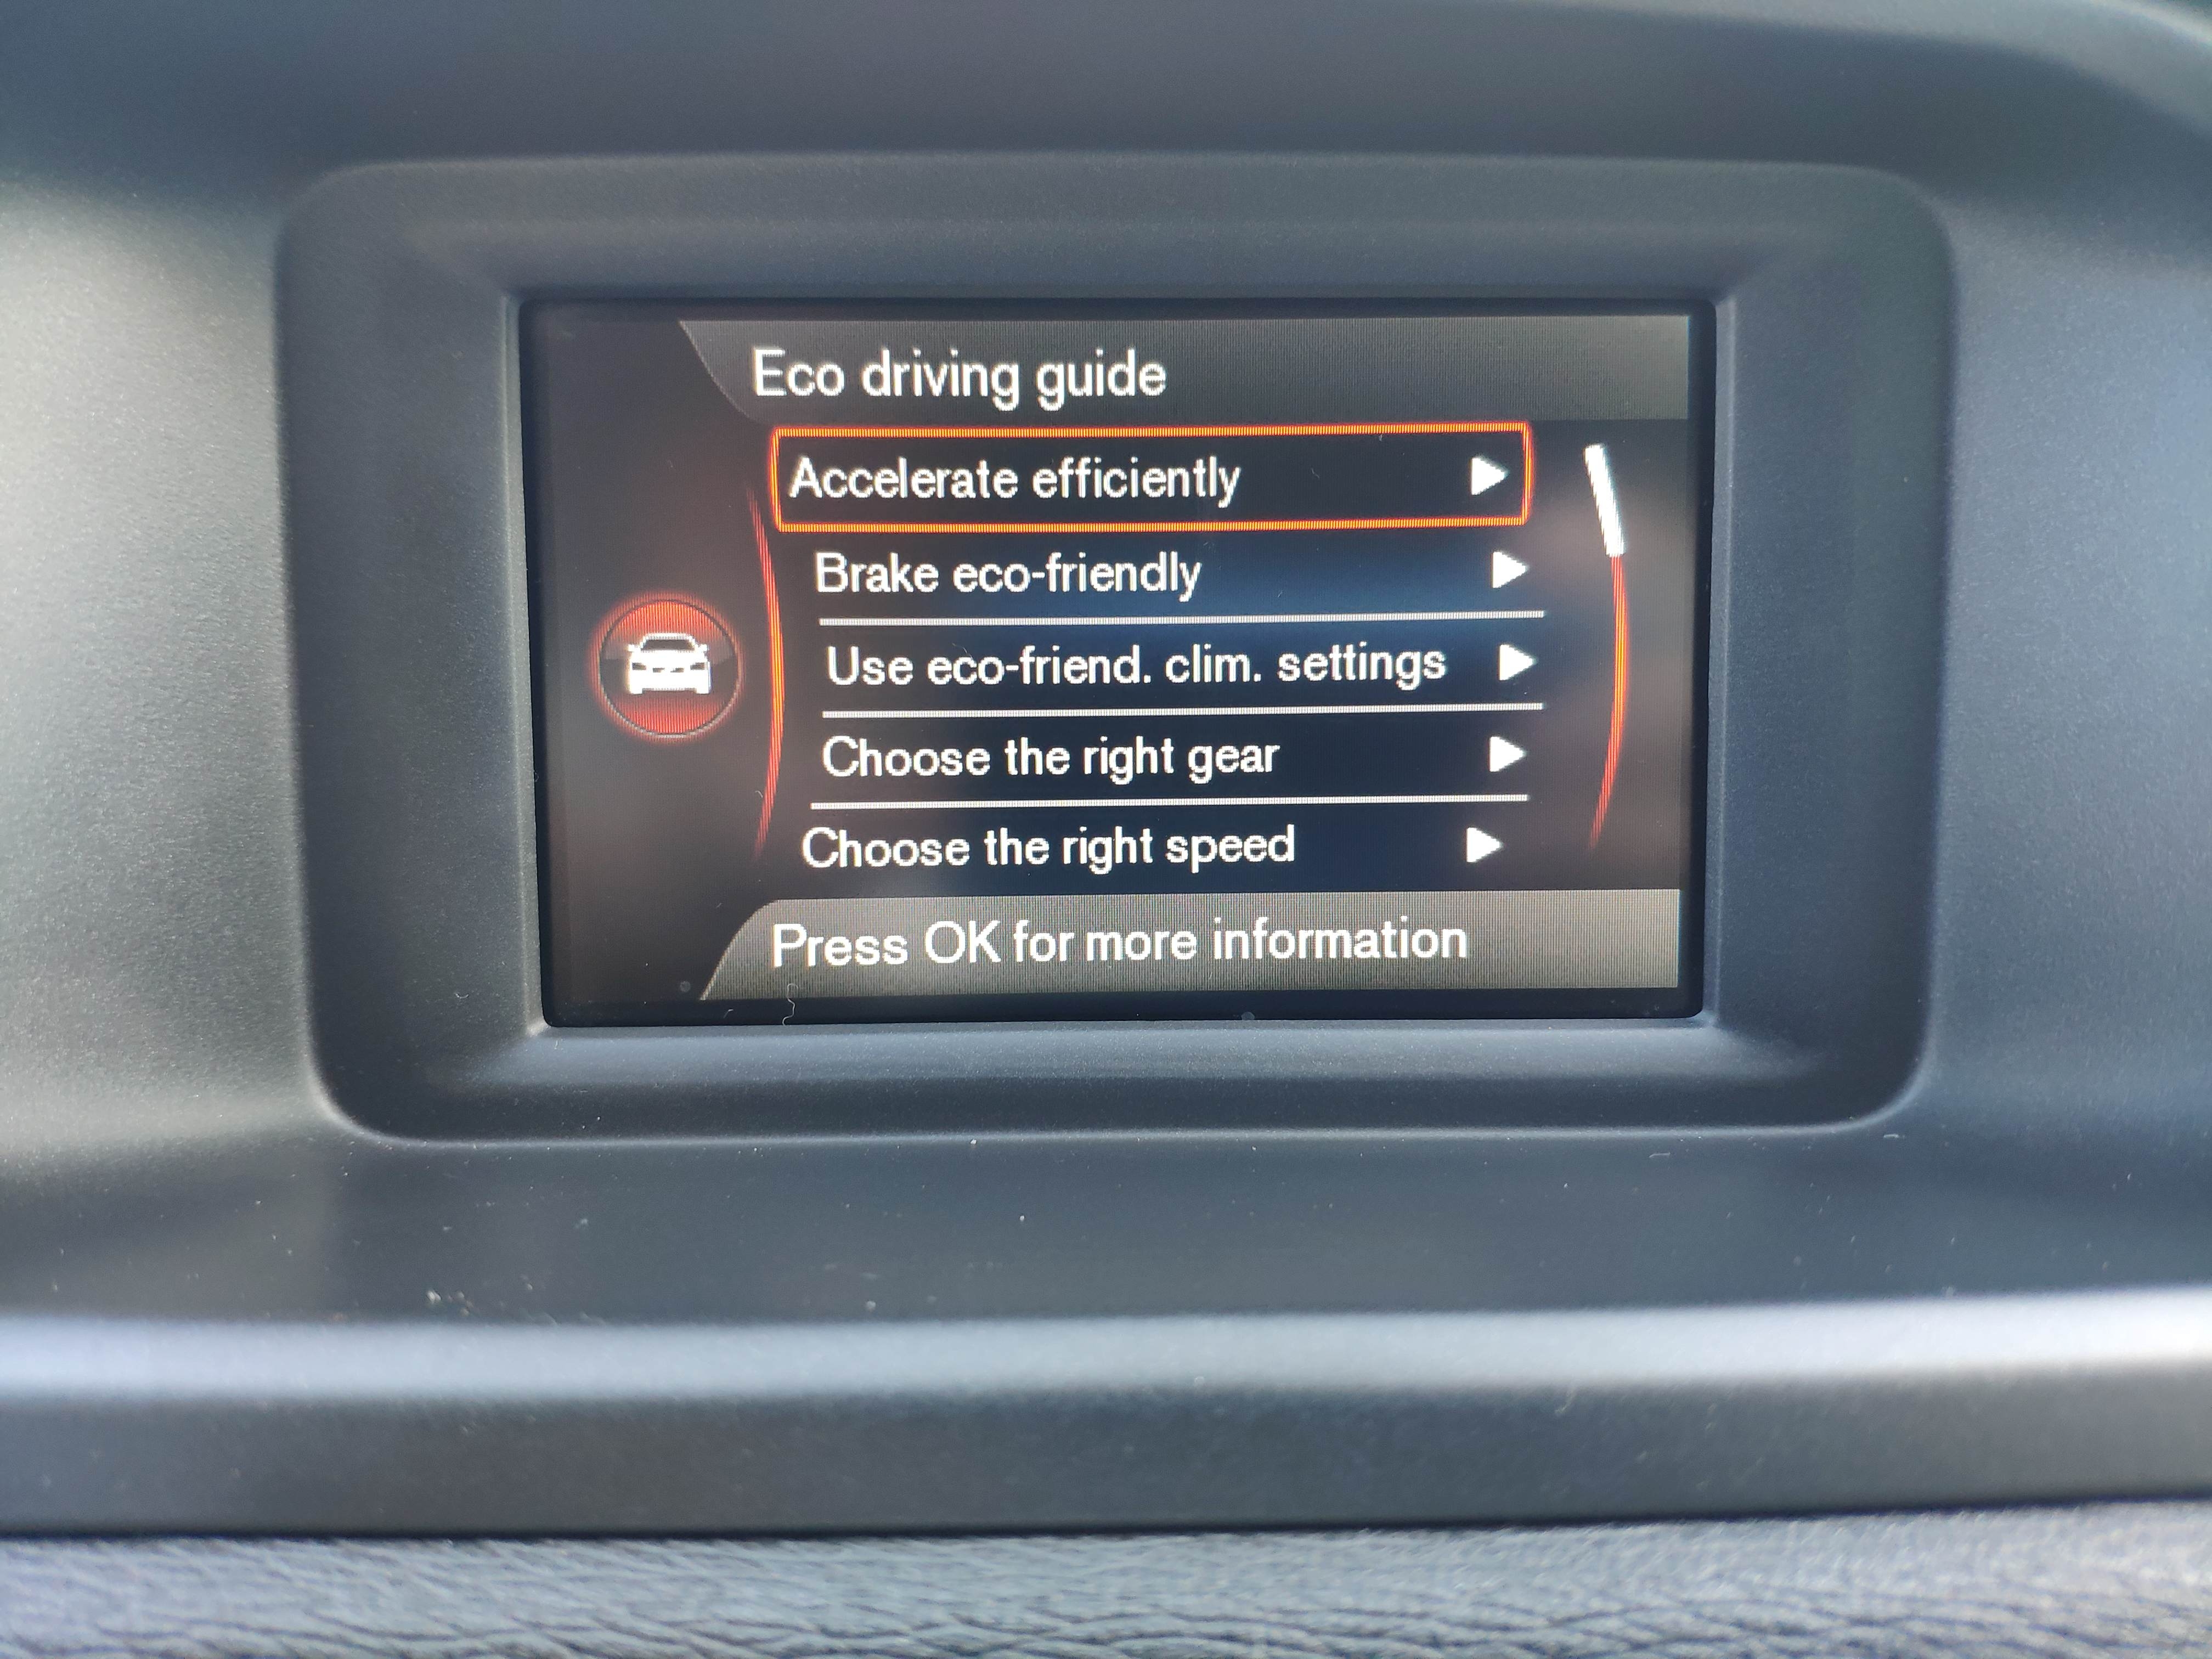 Eco driving guide
Accelerate efficiently
Brake eco-friendly
Use eco-friend. clim. settings
Choose the right gear
Choose the right speed
Press OK for more information